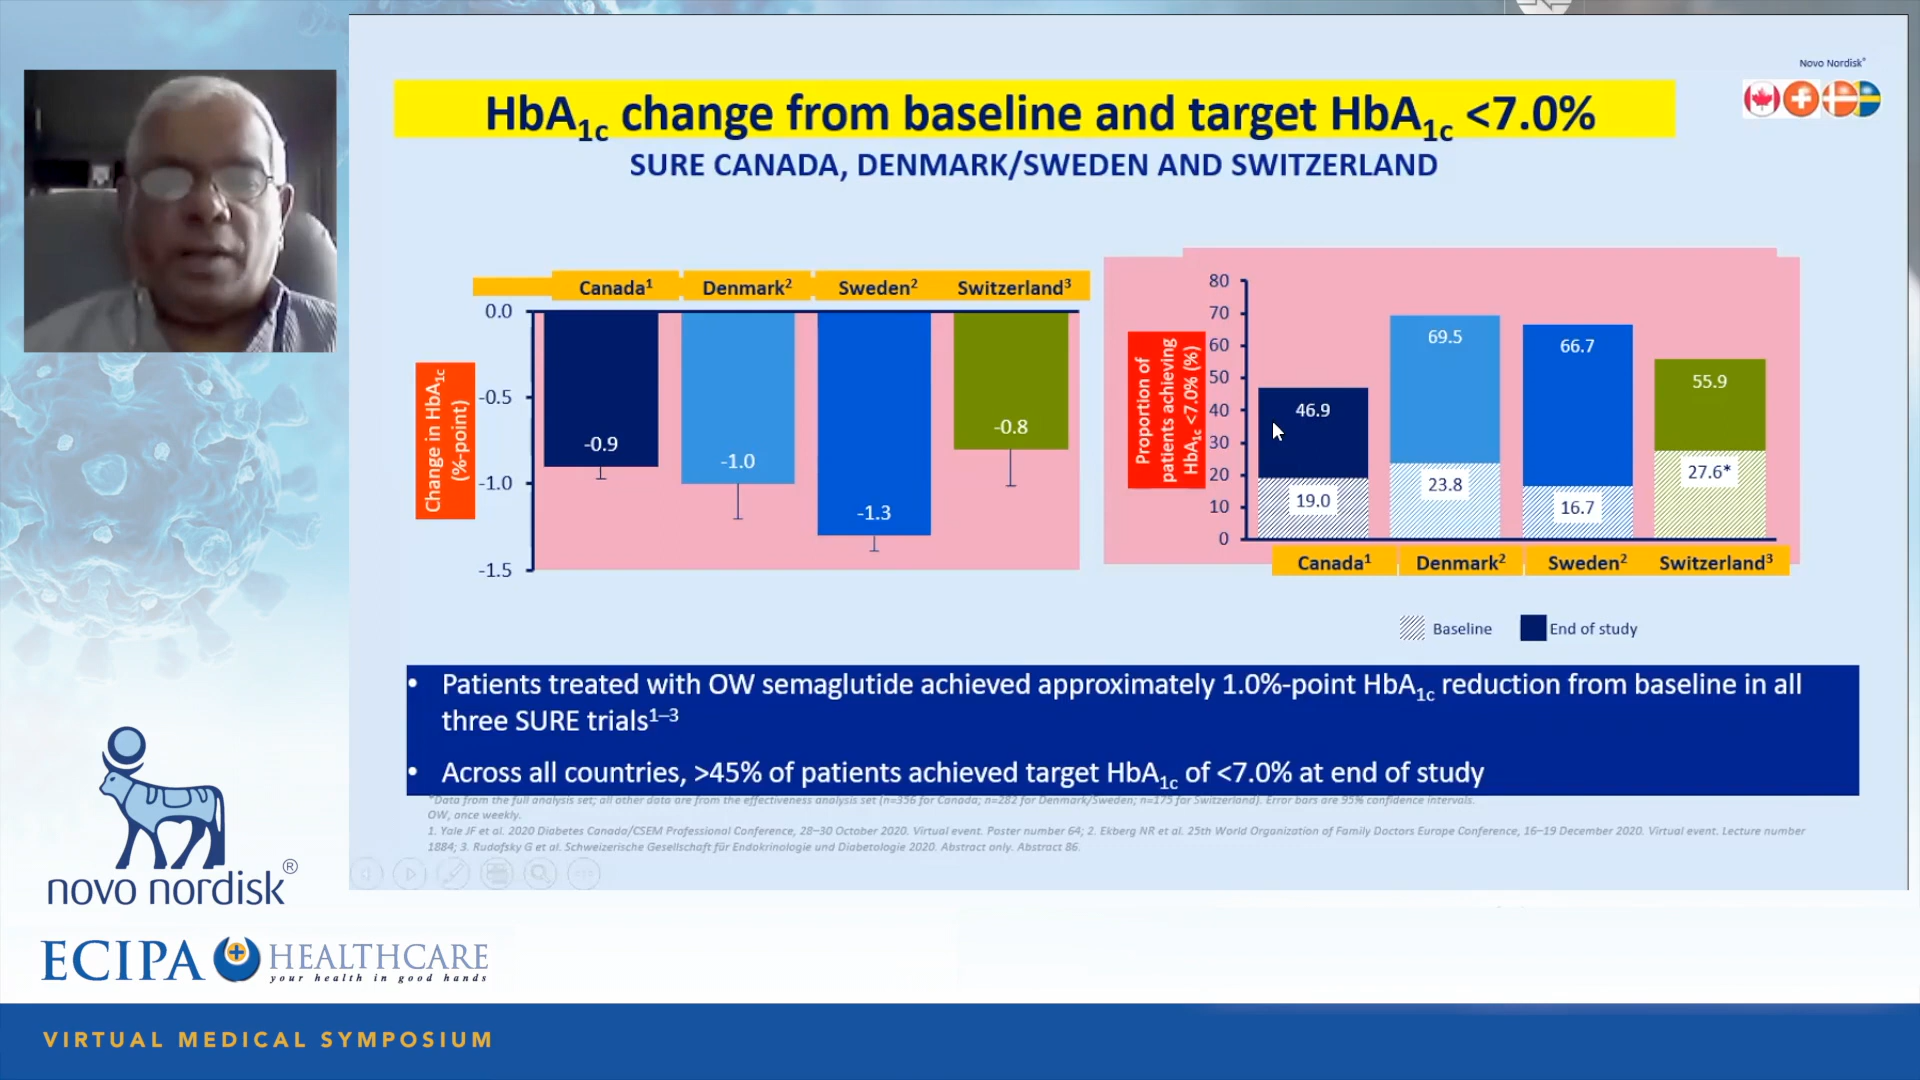 Novo Nordisk®
HbA1c change from baseline and target HbA1c <7.0%
SURE CANADA, DENMARK/SWEDEN AND SWITZERLAND
Canada1 Denmark2 Sweden2 Switzerland3
0.0
-0.5
-1.0
-1.5
Change in HbA1c
(%-point)
-0.9
-1.0
-1.3
-0.8
Proportion of
patients achieving
HbA1c <7.0% (%)
80
70
60
50
40
30
20
10
0
46.9
69.5
66.7
55.9
19.0
23.8
16.7
27.6*
Canada1 Denmark2 Sweden2 Switzerland3
Baseline End of study
• Patients treated with OW semaglutide achieved approximately 1.0%-point HbA1c reduction from baseline in all
three SURE trials1–3
• Across all countries, >45% of patients achieved target HbA1c of <7.0% at end of study
*Data from the full analysis set; all other data are from the effectiveness analysis set (n=356 for Canada; n=282 for Denmark/Sweden; n=175 for Switzerland). Error bars are 95% confidence intervals.
OW, once weekly.
1. Yale JF et al. 2020 Diabetes Canada/CSEM Professional Conference, 28–30 October 2020. Virtual event. Poster number 64; 2. Ekberg NR et al. 25th World Organization of Family Doctors Europe Conference, 16–19 December 2020. Virtual event. Lecture number
1884; 3. Rudofsky G et al. Schweizerische Gesellschaft für Endokrinologie und Diabetologie 2020. Abstract only. Abstract 86.
novo nordisk®
ECIPA HEALTHCARE
your health in good hands
VIRTUAL MEDICAL SYMPOSIUM